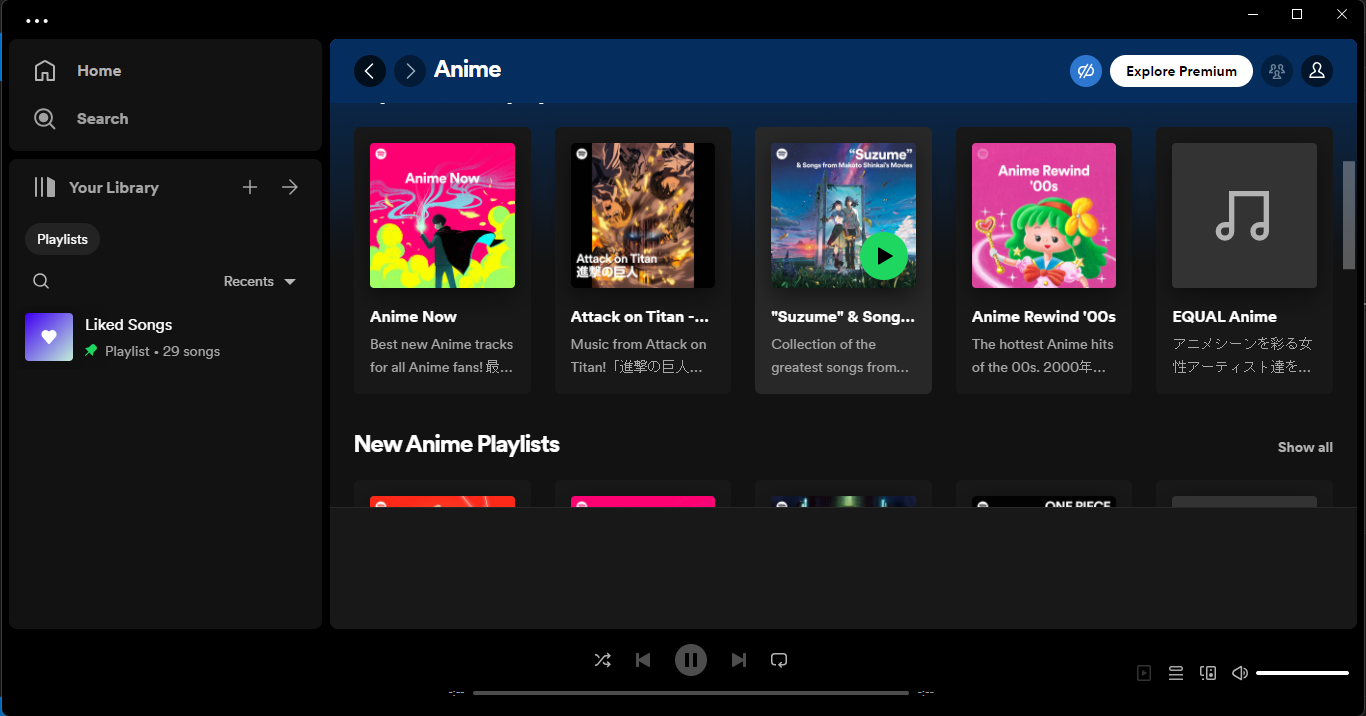 Home
Search
Your Library
Playlists
Recents
Liked Songs
Playlist • 29 songs
Anime
Explore Premium
Anime Now
Attack on Titan
進撃の巨人
“Suzume”
& Songs from Makoto Shinkai's Movies
Anime Rewind
'00s
Anime Now
Best new Anime tracks
for all Anime fans! 最...
Attack on Titan -...
Music from Attack on
Titan!「進撃の巨人...
"Suzume" & Song...
Collection of the
greatest songs from...
Anime Rewind '00s
The hottest Anime hits
of the 00s. 2000年...
EQUAL Anime
アニメシーンを彩る女
性アーティスト達を...
New Anime Playlists
Show all
ONE PIECE
-:--
-:--